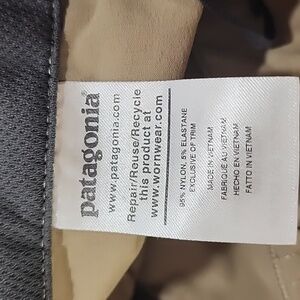 patagonia®
www.patagonia.com
Repair/Reuse/Recycle
this product at
www.wornwear.com
95% NYLON, 5% ELASTANE
EXCLUSIVE OF TRIM
MADE IN VIETNAM
FABRIQUÉ AU VIETNAM
HECHO EN VIETNAM
FATTO IN VIETNAM